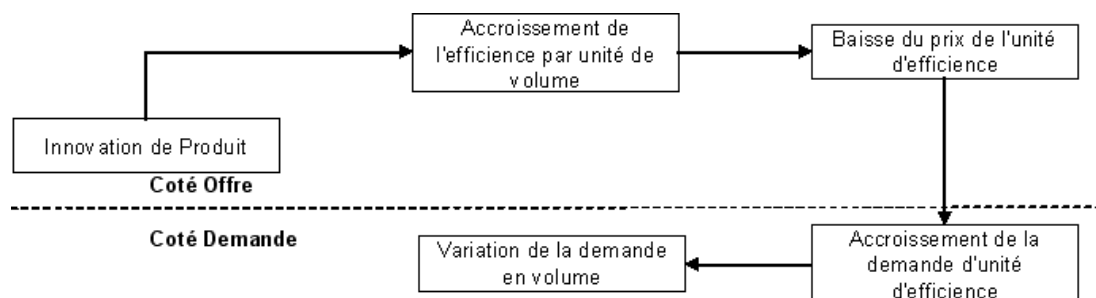 Accroissement de
l'efficience par unité de
volume
Baisse du prix de l'unité
d'efficience
Innovation de Produit
Coté Offre
Coté Demande
Variation de la demande
en volume
Accroissement de la
demande d'unité
d'efficience